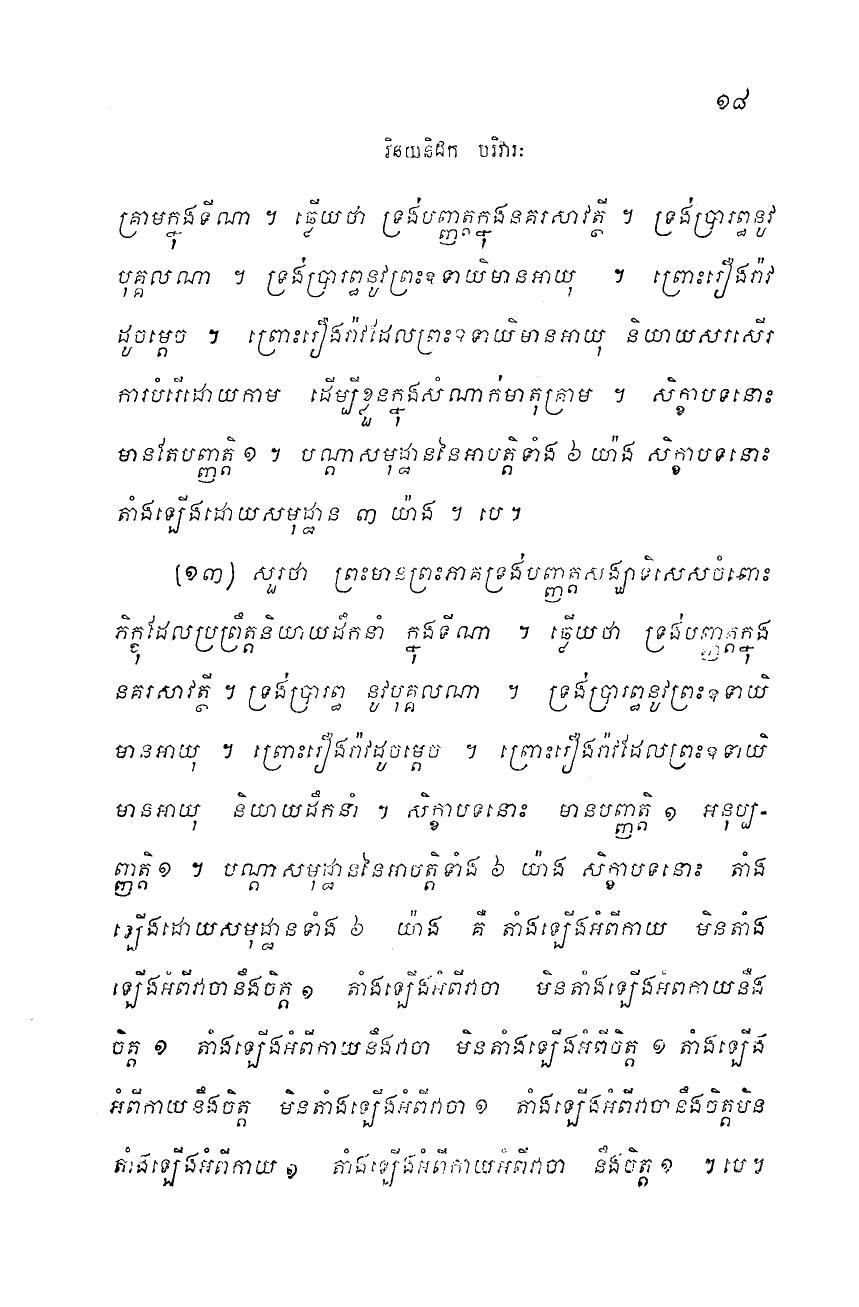 ១៨
វិនយបិដក បរិវារៈ
គ្រាមក្នុងទីណា ។ ឆ្លើយថា ទ្រង់បញ្ញត្តក្នុងនគរសាវត្ថី ។ ទ្រង់ប្រារព្ធនូវ
បុគ្គលណា ។ ទ្រង់ប្រារព្ធនូវព្រះឧទាយិមានអាយុ ។ ព្រោះរឿងរ៉ាវ
ដូចម្តេច ។ ព្រោះរឿងរ៉ាវដែលព្រះឧទាយិមានអាយុ និយាយសរសើរ
ការបំរើដោយកាម ដើម្បីខ្លួនក្នុងសំណាក់មាតុគ្រាម ។ សិក្ខាបទនោះ
មានតែបញ្ញត្តិ ១ ។ បណ្តាសមុដ្ឋាននៃអាបត្តិទាំង ៦ យ៉ាង សិក្ខាបទនោះ
តាំងឡើងដោយសមុដ្ឋាន ៣ យ៉ាង ។ បេ។
(១៣) សួរថា ព្រះមានព្រះភាគទ្រង់បញ្ញត្តសង្ឃាទិសេសចំពោះ
ភិក្ខុដែលប្រព្រឹត្តនិយាយដឹកនាំ ក្នុងទីណា ។ ឆ្លើយថា ទ្រង់បញ្ញត្តក្នុង
នគរសាវត្ថី ។ ទ្រង់ប្រារព្ធ នូវបុគ្គលណា ។ ទ្រង់ប្រារព្ធនូវព្រះឧទាយិ
មានអាយុ ។ ព្រោះរឿងរ៉ាវដូចម្តេច ។ ព្រោះរឿងរ៉ាវដែលព្រះឧទាយិ
មានអាយុ និយាយដឹកនាំ ។ សិក្ខាបទនោះ មានបញ្ញត្តិ ១ អនុប្ប-
ញ្ញត្តិ ១ ។ បណ្តាសមុដ្ឋាននៃអាបត្តិទាំង ៦ យ៉ាង សិក្ខាបទនោះ តាំង
ឡើងដោយសមុដ្ឋានទាំង ៦ យ៉ាង គឺ តាំងឡើងអំពីកាយ មិនតាំង
ឡើងអំពីវាចានឹងចិត្ត ១ តាំងឡើងអំពីវាចា មិនតាំងឡើងអំពីកាយនឹង
ចិត្ត ១ តាំងឡើងអំពីកាយនឹងវាចា មិនតាំងឡើងអំពីចិត្ត ១ តាំងឡើង
អំពីកាយនឹងចិត្ត មិនតាំងឡើងអំពីវាចា ១ តាំងឡើងអំពីវាចានឹងចិត្តមិន
តាំងឡើងអំពីកាយ ១ តាំងឡើងអំពីកាយអំពីវាចា នឹងចិត្ត ១ ។ បេ។